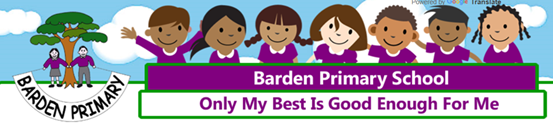 Powered by Google Translate
BARDEN PRIMARY
Barden Primary School
Only My Best Is Good Enough For Me